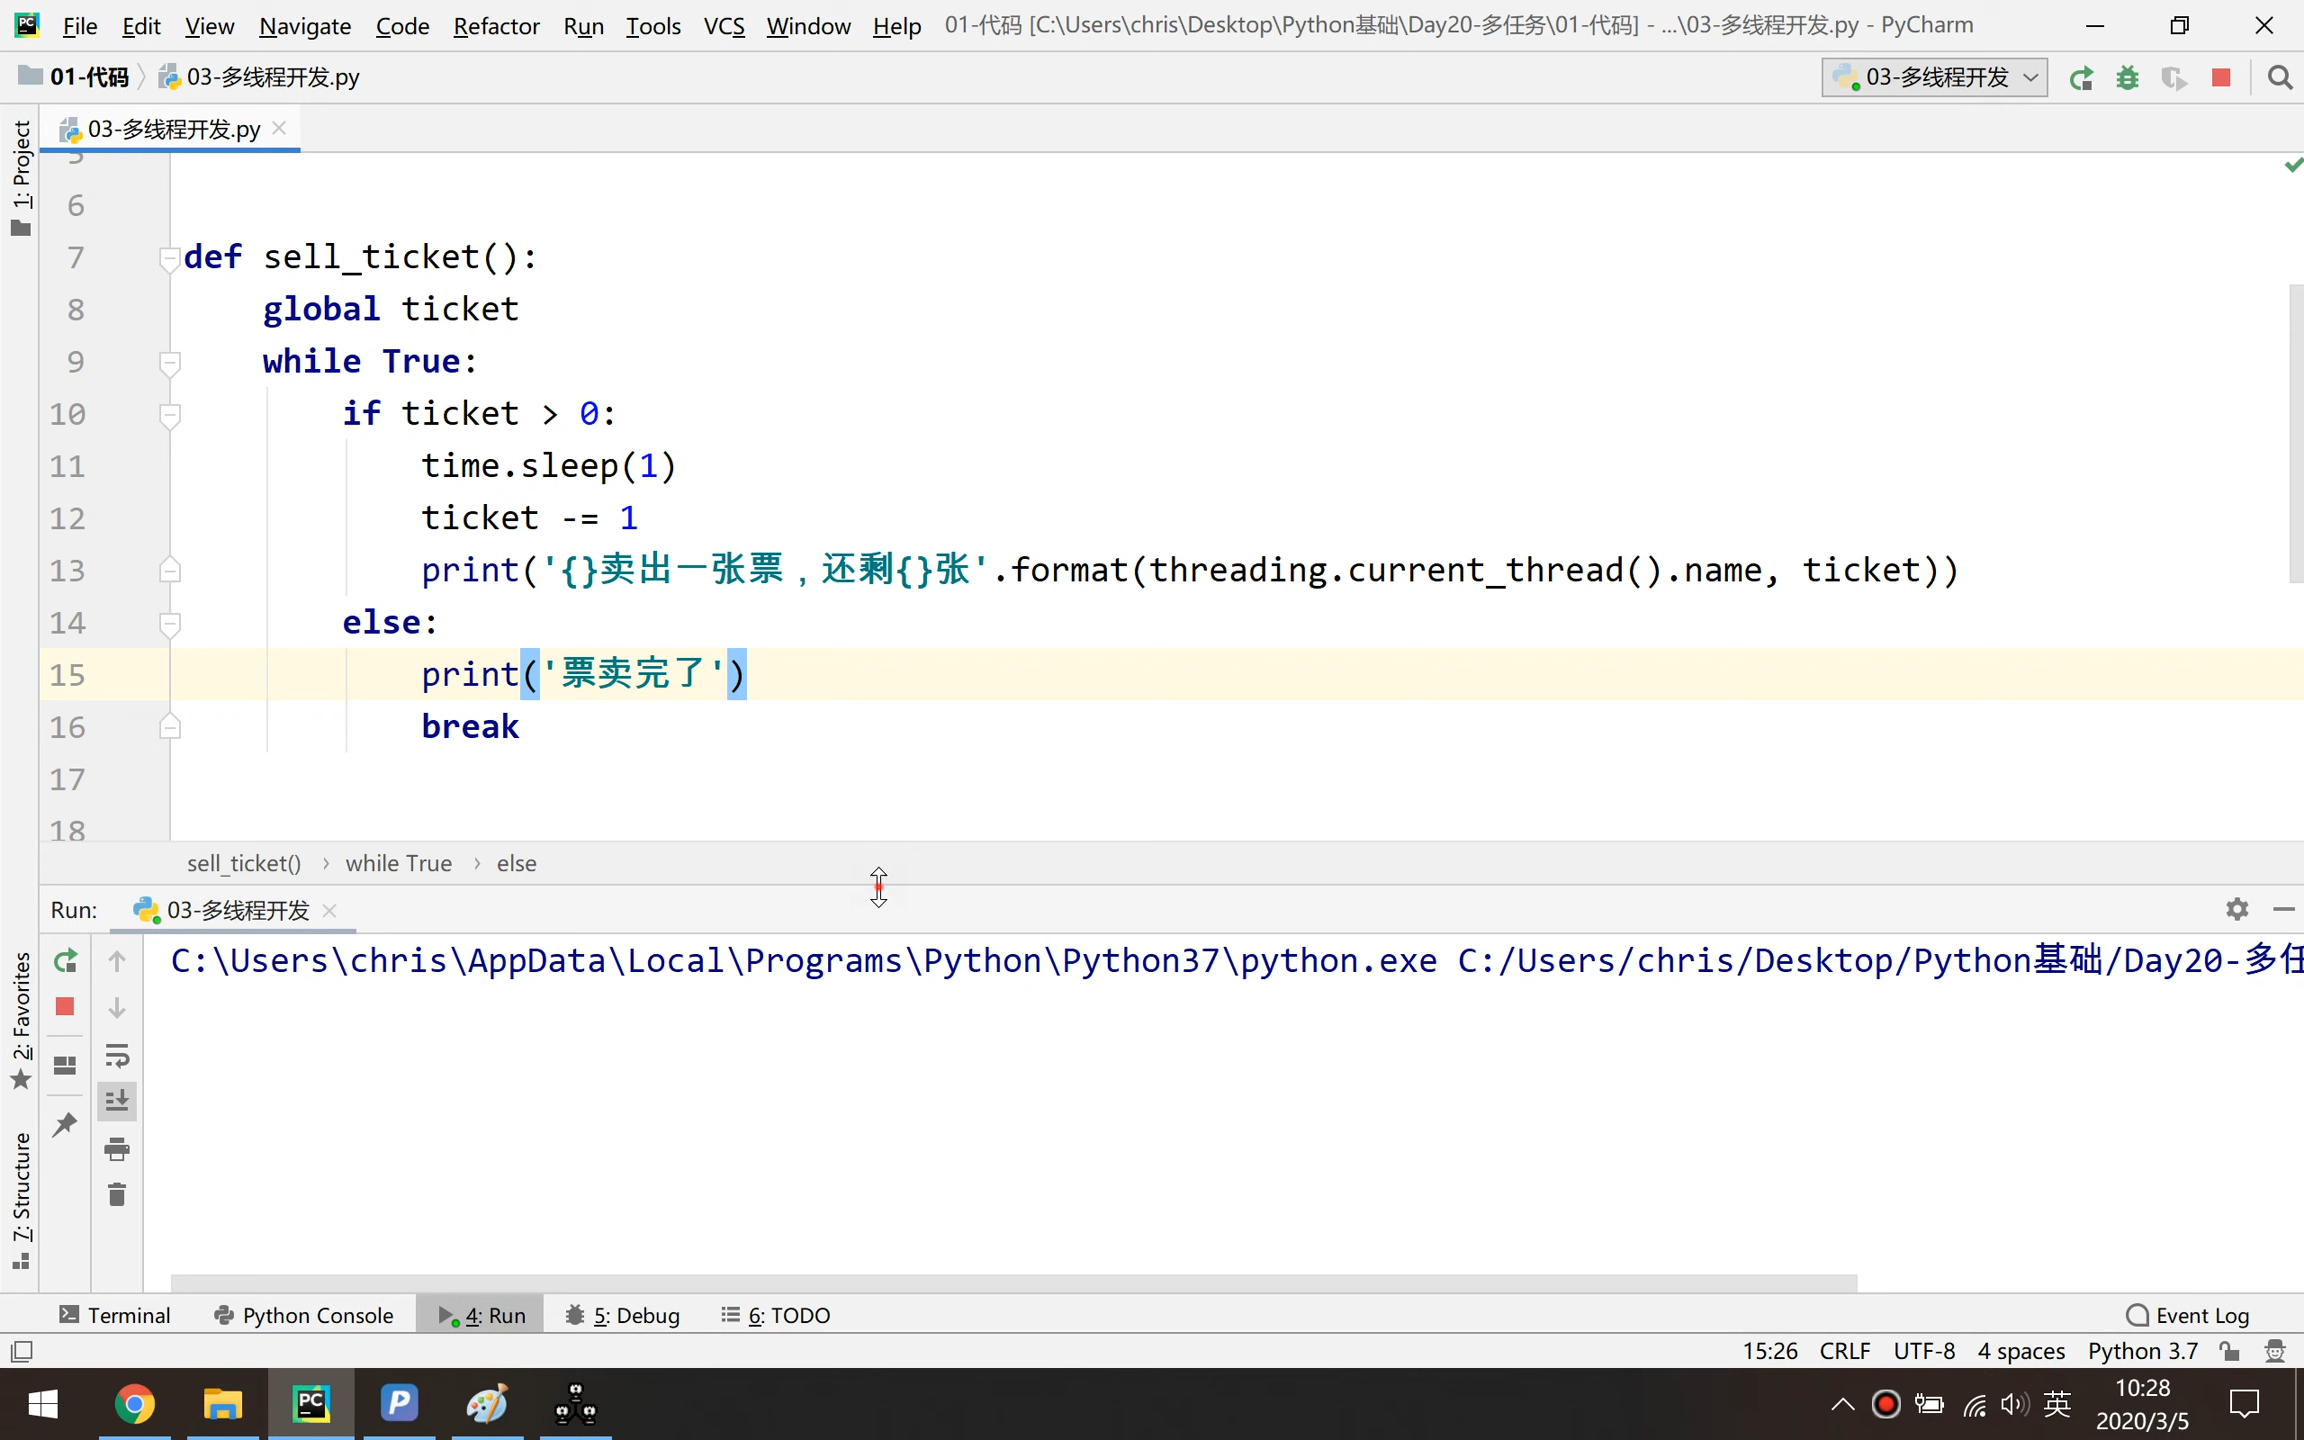 File Edit View Navigate Code Refactor Run Tools VCS Window Help 01-代码 [C:\Users\chris\Desktop\Python基础\Day20-多任务\01-代码] - ...\03-多线程开发.py - PyCharm
01-代码 03-多线程开发.py 03-多线程开发
1: Project
03-多线程开发.py
5
6
7 def sell_ticket():
8 global ticket
9 while True:
10 if ticket > 0:
11 time.sleep(1)
12 ticket -= 1
13 print('{}卖出一张票，还剩{}张'.format(threading.current_thread().name, ticket))
14 else:
15 print('票卖完了')
16 break
17
18
sell_ticket() › while True › else
Run: 03-多线程开发
C:\Users\chris\AppData\Local\Programs\Python\Python37\python.exe C:/Users/chris/Desktop/Python基础/Day20-多任
2: Favorites
7: Structure
Terminal Python Console 4: Run 5: Debug 6: TODO Event Log
15:26 CRLF UTF-8 4 spaces Python 3.7
PC P 英 10:28
2020/3/5